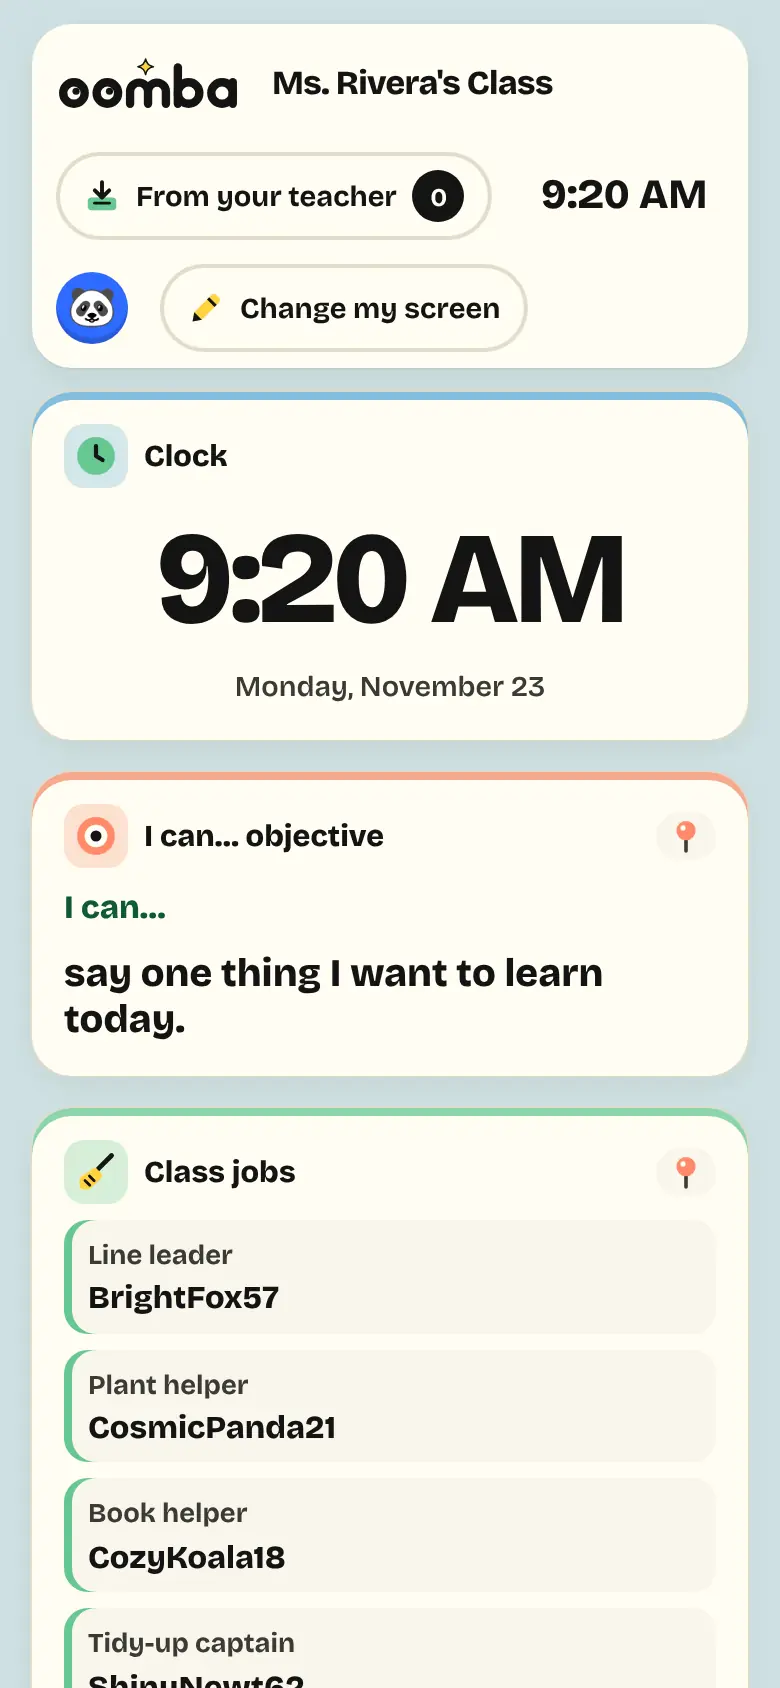 oomba
Ms. Rivera's Class
From your teacher 0
9:20 AM
Change my screen
Clock
9:20 AM
Monday, November 23
I can... objective
I can...
say one thing I want to learn
today.
Class jobs
Line leader
BrightFox57
Plant helper
CosmicPanda21
Book helper
CozyKoala18
Tidy-up captain
ShinyNewt62